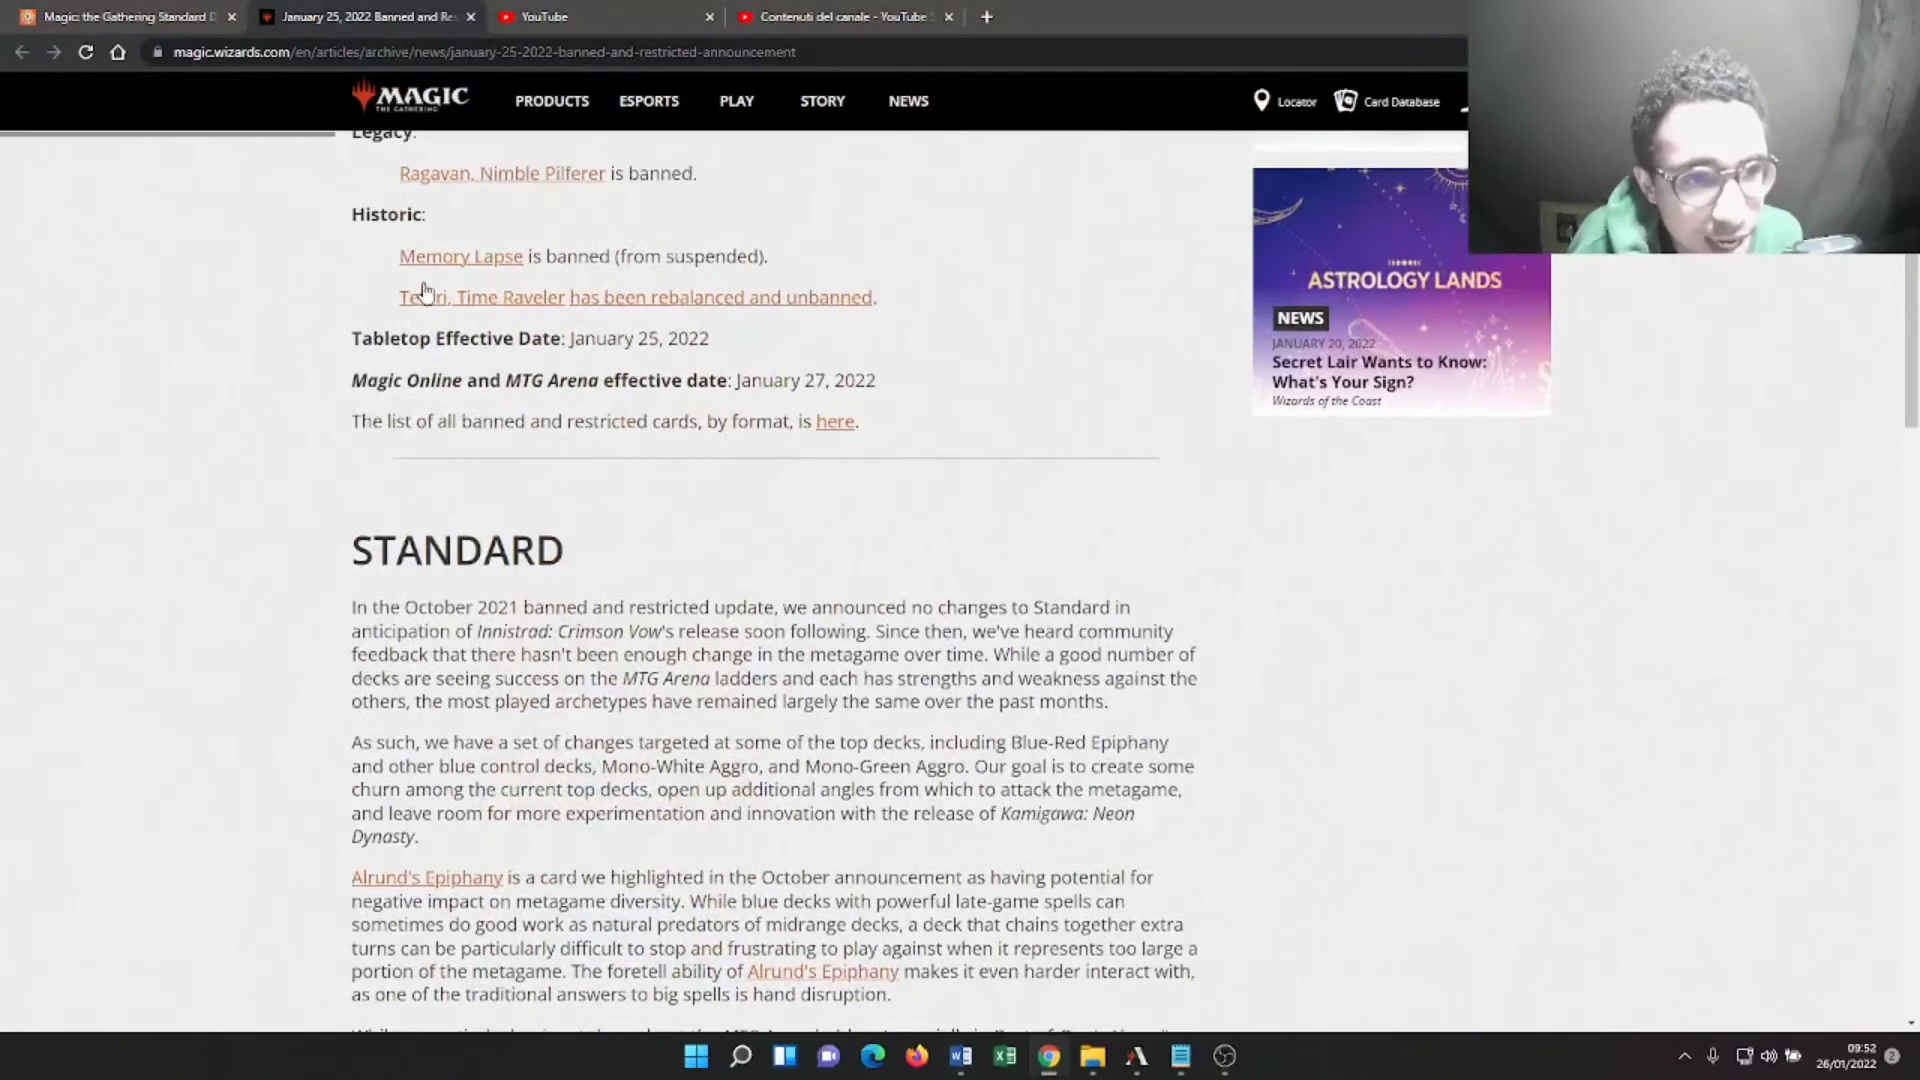 Magic: the Gathering Standard D
January 25, 2022 Banned and Re
YouTube
Contenuti del canale - YouTube S
magic.wizards.com/en/articles/archive/news/january-25-2022-banned-and-restricted-announcement
MAGIC
THE GATHERING
PRODUCTS ESPORTS PLAY STORY NEWS
Locator Card Database
Legacy:
Ragavan, Nimble Pilferer is banned.
Historic:
Memory Lapse is banned (from suspended).
Time Raveler has been rebalanced and unbanned.
Tabletop Effective Date: January 25, 2022
Magic Online and MTG Arena effective date: January 27, 2022
The list of all banned and restricted cards, by format, is here.
ASTROLOGY LANDS
NEWS
JANUARY 20, 2022
Secret Lair Wants to Know:
What's Your Sign?
Wizards of the Coast
STANDARD
In the October 2021 banned and restricted update, we announced no changes to Standard in
anticipation of Innistrad: Crimson Vow's release soon following. Since then, we've heard community
feedback that there hasn't been enough change in the metagame over time. While a good number of
decks are seeing success on the MTG Arena ladders and each has strengths and weakness against the
others, the most played archetypes have remained largely the same over the past months.
As such, we have a set of changes targeted at some of the top decks, including Blue-Red Epiphany
and other blue control decks, Mono-White Aggro, and Mono-Green Aggro. Our goal is to create some
churn among the current top decks, open up additional angles from which to attack the metagame,
and leave room for more experimentation and innovation with the release of Kamigawa: Neon
Dynasty.
Alrund's Epiphany is a card we highlighted in the October announcement as having potential for
negative impact on metagame diversity. While blue decks with powerful late-game spells can
sometimes do good work as natural predators of midrange decks, a deck that chains together extra
turns can be particularly difficult to stop and frustrating to play against when it represents too large a
portion of the metagame. The foretell ability of Alrund's Epiphany makes it even harder interact with,
as one of the traditional answers to big spells is hand disruption.
09:52
26/01/2022
2